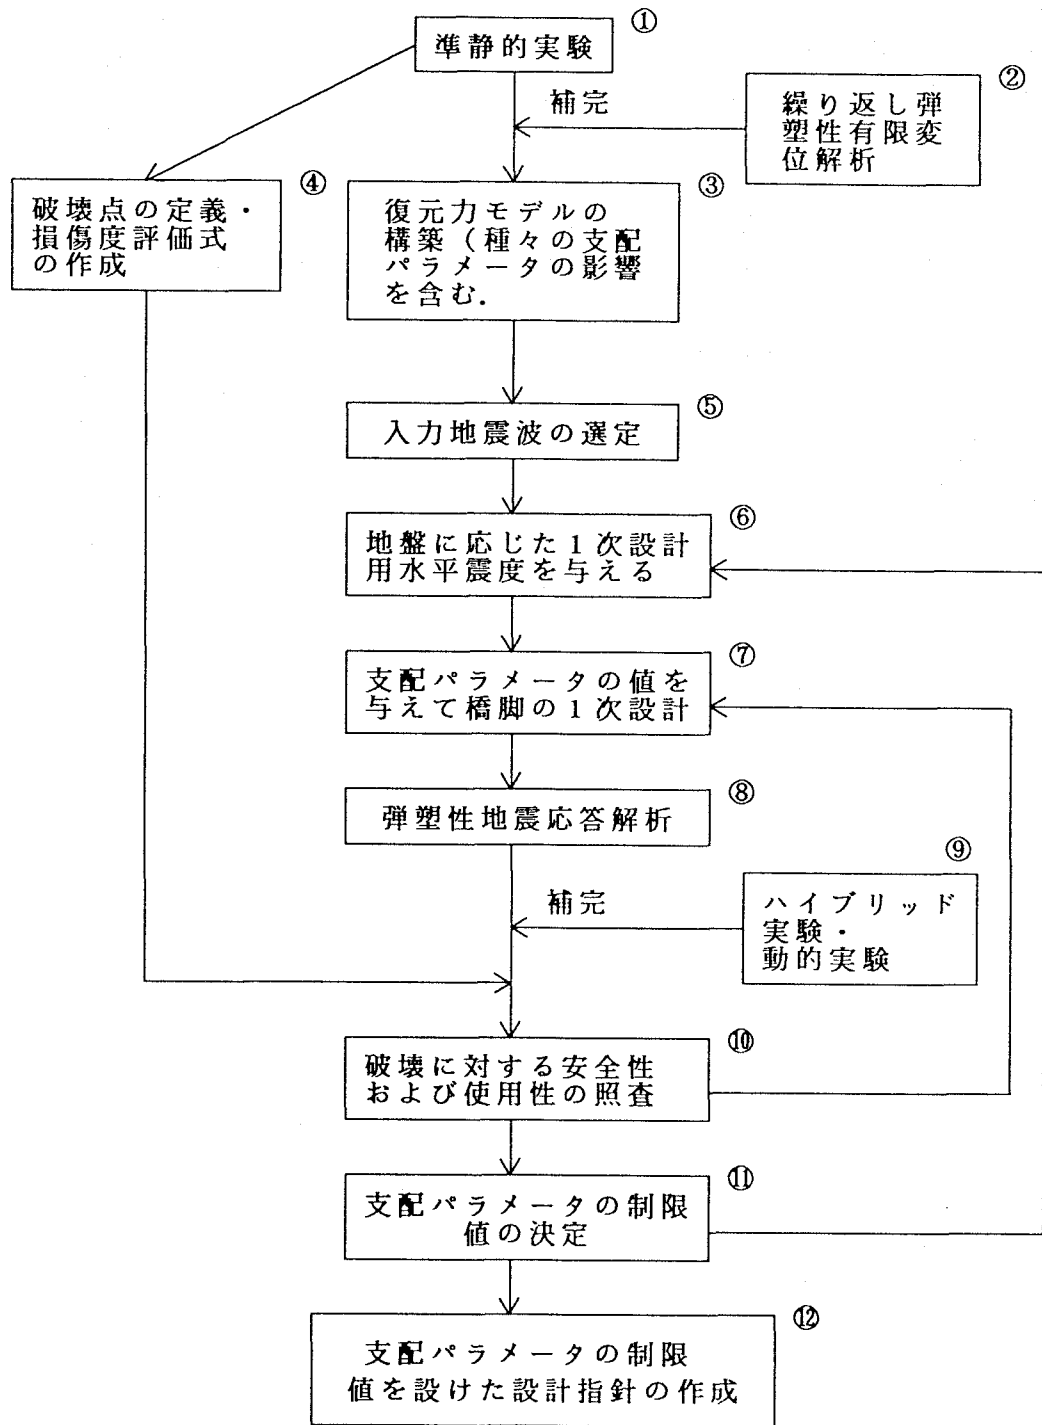 ①
準静的実験
補完
②
繰り返し弾
塑性有限変
位解析
④
破壊点の定義・
損傷度評価式
の作成
③
復元力モデルの
構築（種々の支配
パラメータの影響
を含む．
⑤
入力地震波の選定
⑥
地盤に応じた１次設計
用水平震度を与える
⑦
支配パラメータの値を
与えて橋脚の１次設計
⑧
弾塑性地震応答解析
⑨
補完
ハイブリッド
実験・
動的実験
⑩
破壊に対する安全性
および使用性の照査
⑪
支配パラメータの制限
値の決定
⑫
支配パラメータの制限
値を設けた設計指針の作成